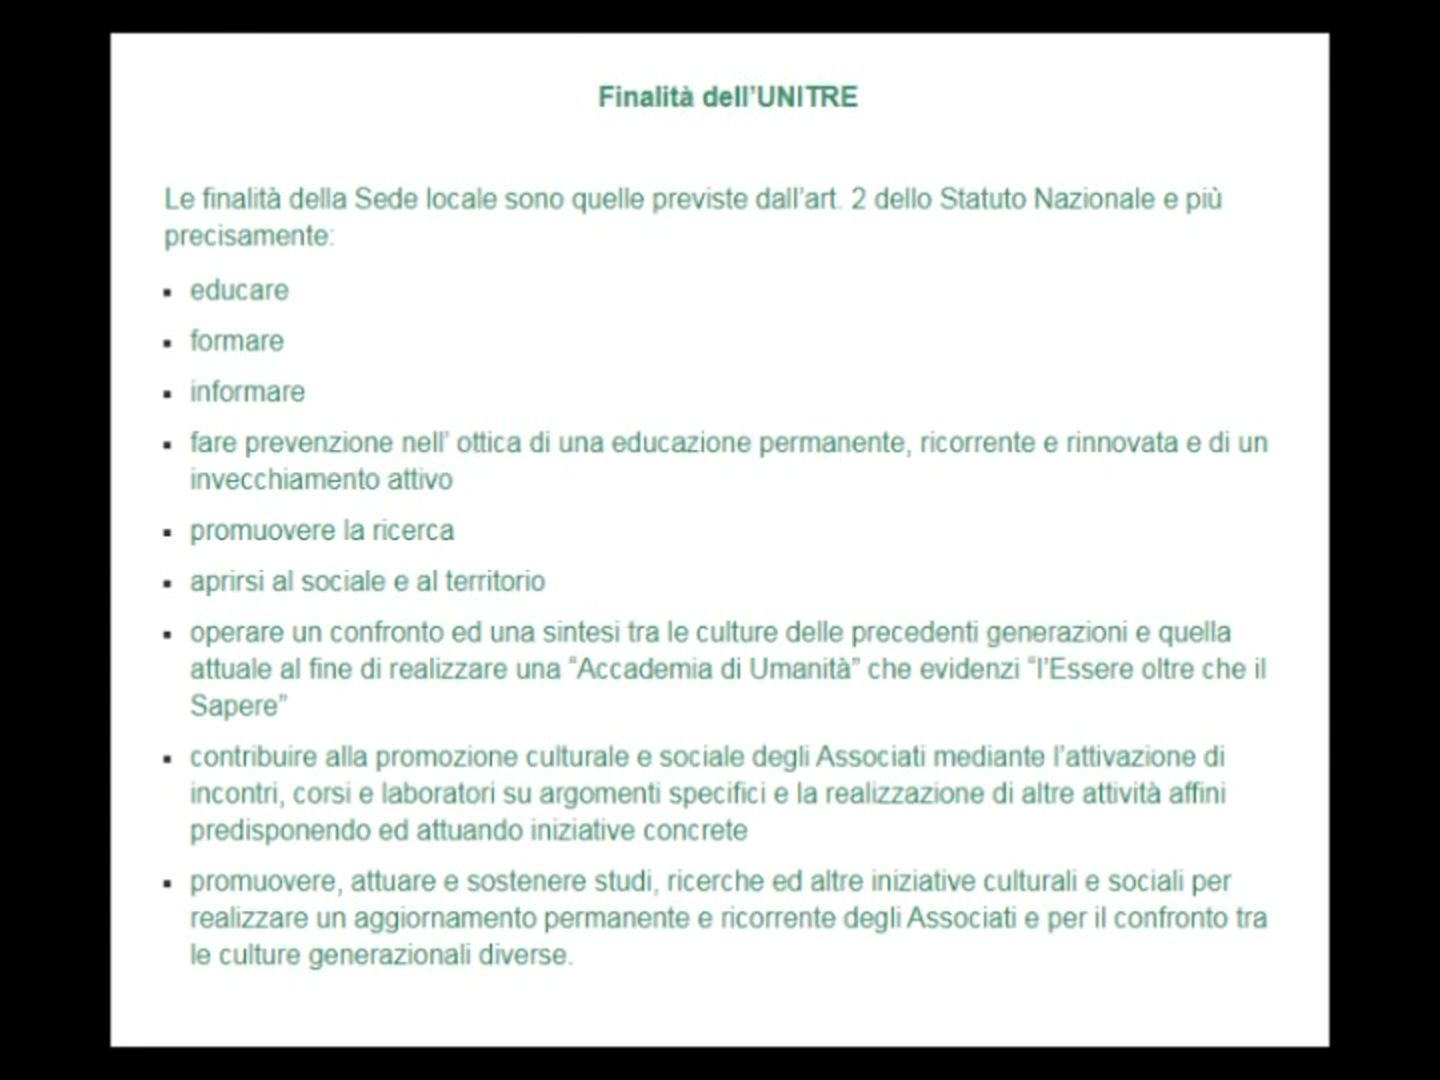 Finalità dell'UNITRE
Le finalità della Sede locale sono quelle previste dall'art. 2 dello Statuto Nazionale e più
precisamente:
▪ educare
▪ formare
▪ informare
▪ fare prevenzione nell' ottica di una educazione permanente, ricorrente e rinnovata e di un
invecchiamento attivo
▪ promuovere la ricerca
▪ aprirsi al sociale e al territorio
▪ operare un confronto ed una sintesi tra le culture delle precedenti generazioni e quella
attuale al fine di realizzare una “Accademia di Umanità” che evidenzi “l'Essere oltre che il
Sapere”
▪ contribuire alla promozione culturale e sociale degli Associati mediante l'attivazione di
incontri, corsi e laboratori su argomenti specifici e la realizzazione di altre attività affini
predisponendo ed attuando iniziative concrete
▪ promuovere, attuare e sostenere studi, ricerche ed altre iniziative culturali e sociali per
realizzare un aggiornamento permanente e ricorrente degli Associati e per il confronto tra
le culture generazionali diverse.